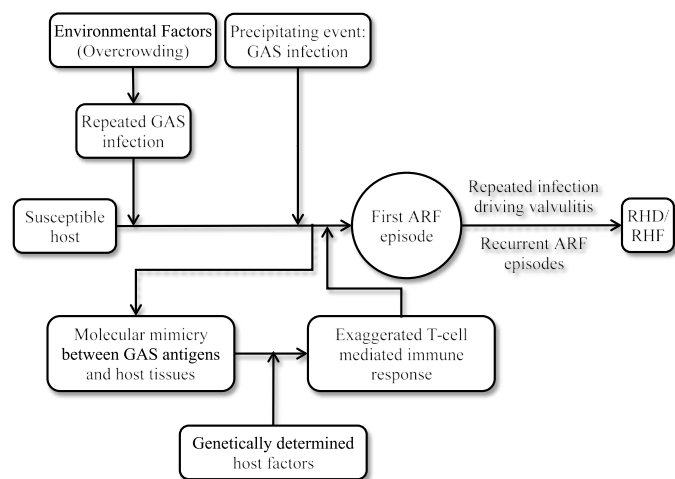 Environmental Factors
(Overcrowding)
Precipitating event:
GAS infection
Repeated GAS
infection
Susceptible
host
First ARF
episode
Repeated infection
driving valvulitis
Recurrent ARF
episodes
RHD/
RHF
Molecular mimicry
between GAS antigens
and host tissues
Exaggerated T-cell
mediated immune
response
Genetically determined
host factors